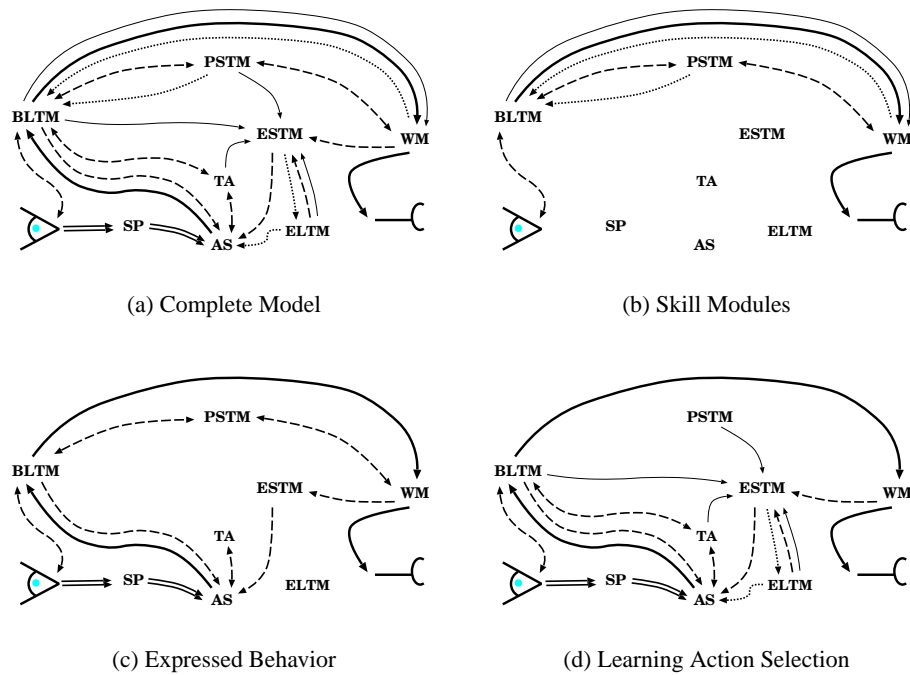 PSTM
BLTM
ESTM
WM
TA
SP
AS
ELTM
(a) Complete Model
PSTM
BLTM
ESTM
WM
TA
SP
AS
ELTM
(b) Skill Modules
PSTM
BLTM
ESTM
WM
TA
SP
AS
ELTM
(c) Expressed Behavior
PSTM
BLTM
ESTM
WM
TA
SP
AS
ELTM
(d) Learning Action Selection